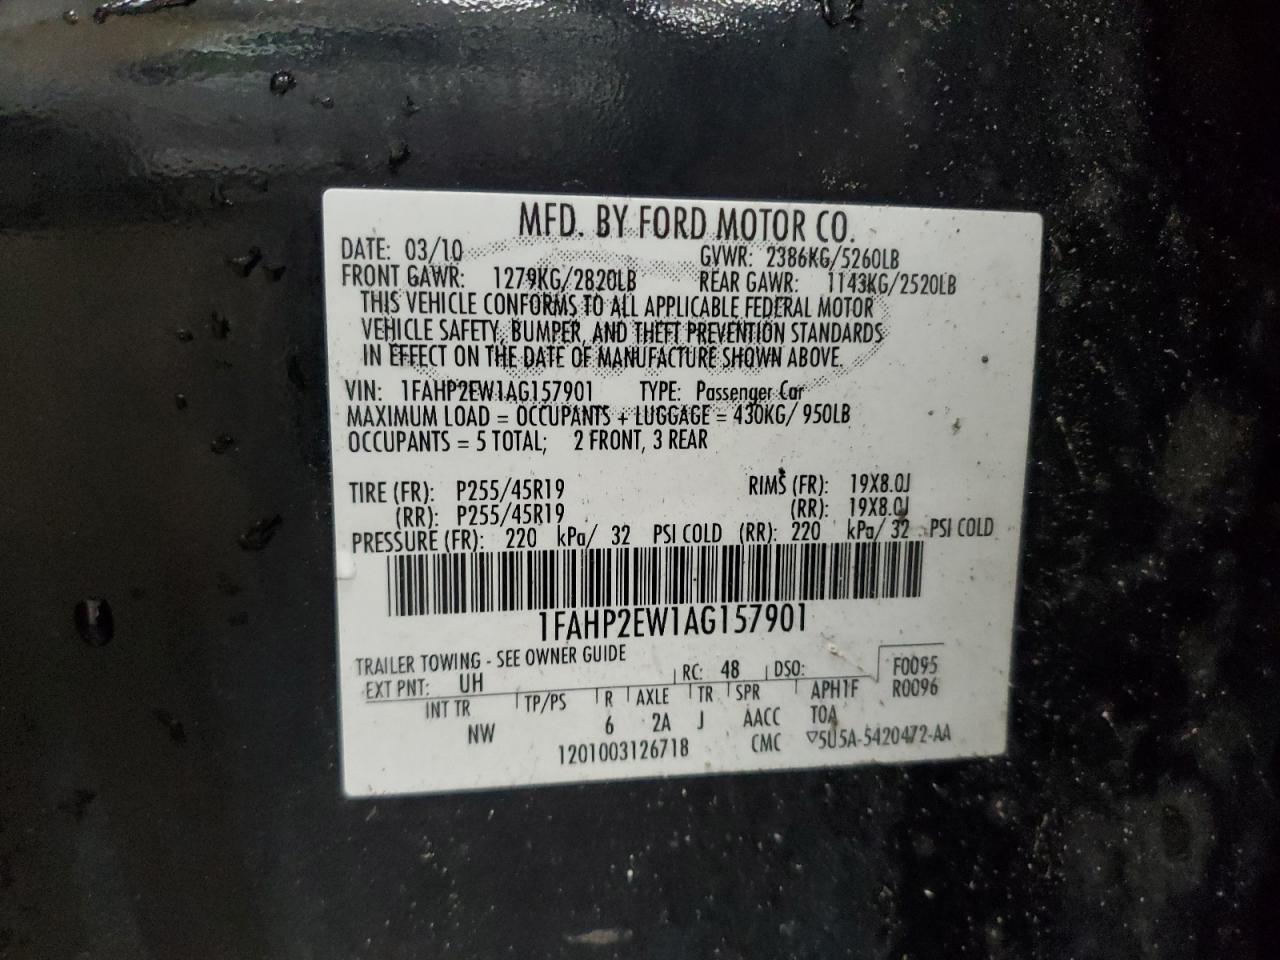 MFD. BY FORD MOTOR CO.
DATE: 03/10 GVWR: 2386KG/5260LB
FRONT GAWR: 1279KG/2820LB REAR GAWR: 1143KG/2520LB
THIS VEHICLE CONFORMS TO ALL APPLICABLE FEDERAL MOTOR
VEHICLE SAFETY, BUMPER, AND THEFT PREVENTION STANDARDS
IN EFFECT ON THE DATE OF MANUFACTURE SHOWN ABOVE.
VIN: 1FAHP2EW1AG157901 TYPE: Passenger Car
MAXIMUM LOAD = OCCUPANTS + LUGGAGE = 430KG/ 950LB
OCCUPANTS = 5 TOTAL; 2 FRONT, 3 REAR
TIRE (FR): P255/45R19 RIMS (FR): 19X8.0J
(RR): P255/45R19 (RR): 19X8.0J
PRESSURE (FR): 220 kPa/ 32 PSI COLD (RR): 220 kPa/ 32 PSI COLD
1FAHP2EW1AG157901
TRAILER TOWING - SEE OWNER GUIDE
EXT PNT: UH RC: 48 DSO: F0095
R0096
INT TR TP/PS R AXLE TR SPR APH1F
NW 6 2A J AACC TOA
1201003126718 CMC ▽5U5A-5420472-AA